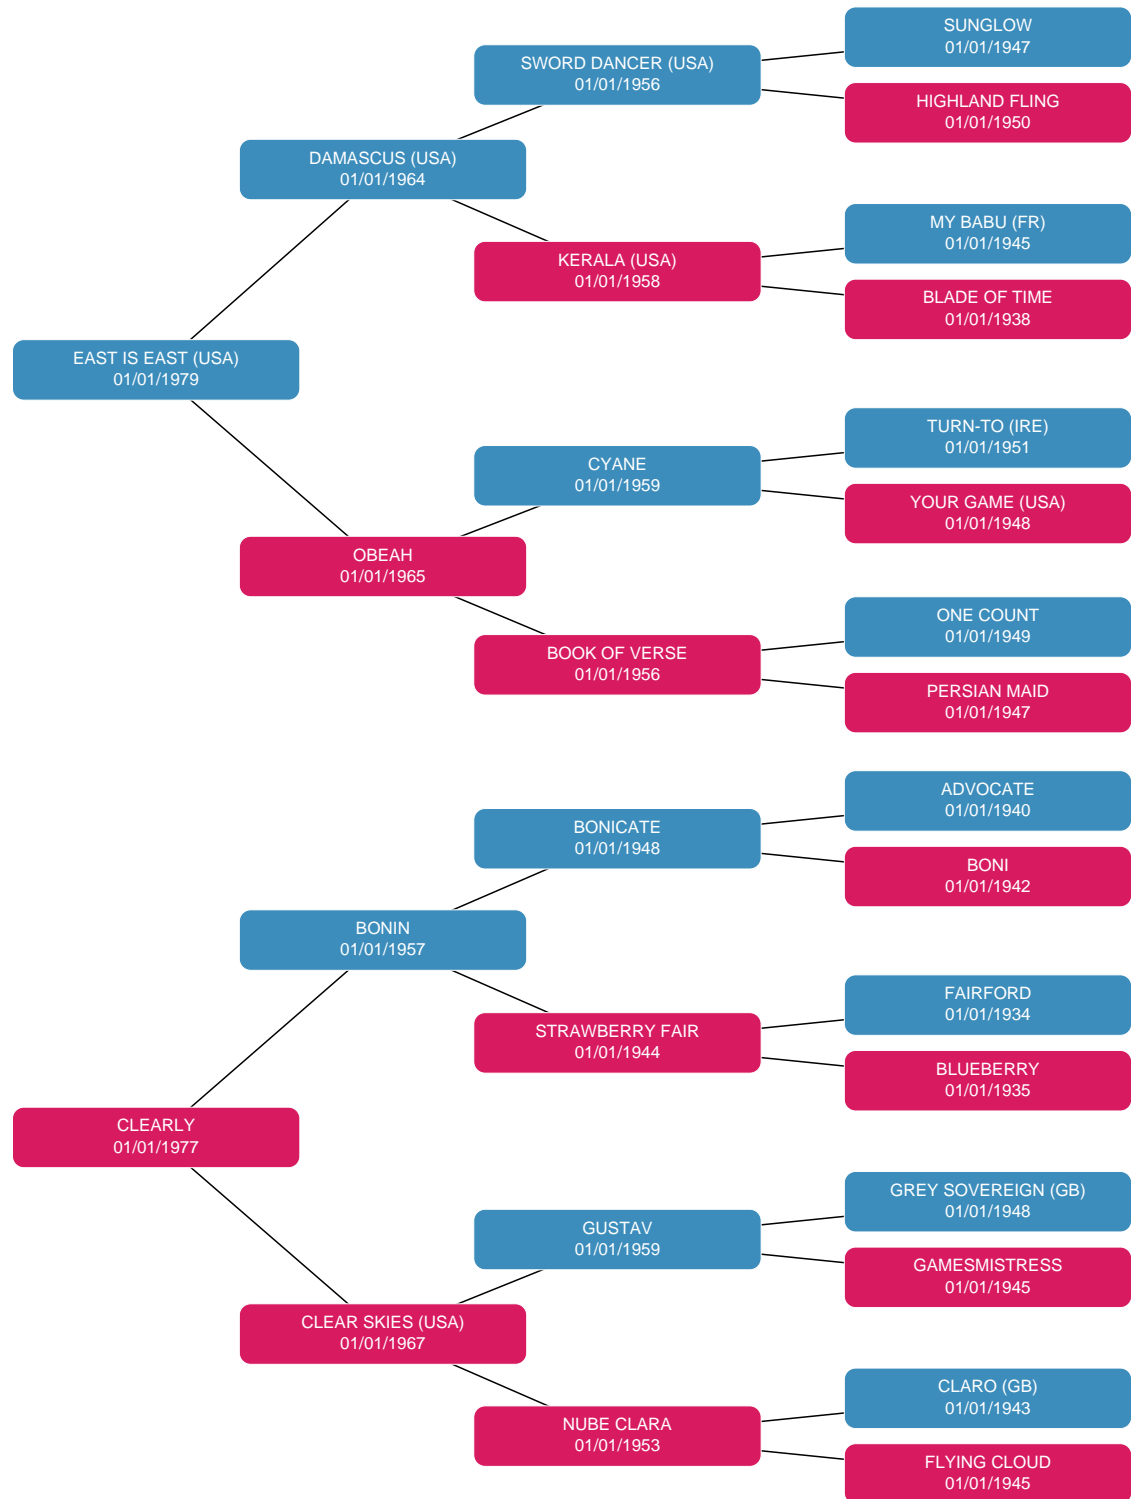 SUNGLOW
01/01/1947
SWORD DANCER (USA)
01/01/1956
HIGHLAND FLING
01/01/1950
DAMASCUS (USA)
01/01/1964
MY BABU (FR)
01/01/1945
KERALA (USA)
01/01/1958
BLADE OF TIME
01/01/1938
EAST IS EAST (USA)
01/01/1979
TURN-TO (IRE)
01/01/1951
CYANE
01/01/1959
YOUR GAME (USA)
01/01/1948
OBEAH
01/01/1965
ONE COUNT
01/01/1949
BOOK OF VERSE
01/01/1956
PERSIAN MAID
01/01/1947
ADVOCATE
01/01/1940
BONICATE
01/01/1948
BONI
01/01/1942
BONIN
01/01/1957
FAIRFORD
01/01/1934
STRAWBERRY FAIR
01/01/1944
BLUEBERRY
01/01/1935
CLEARLY
01/01/1977
GREY SOVEREIGN (GB)
01/01/1948
GUSTAV
01/01/1959
GAMESMISTRESS
01/01/1945
CLEAR SKIES (USA)
01/01/1967
CLARO (GB)
01/01/1943
NUBE CLARA
01/01/1953
FLYING CLOUD
01/01/1945